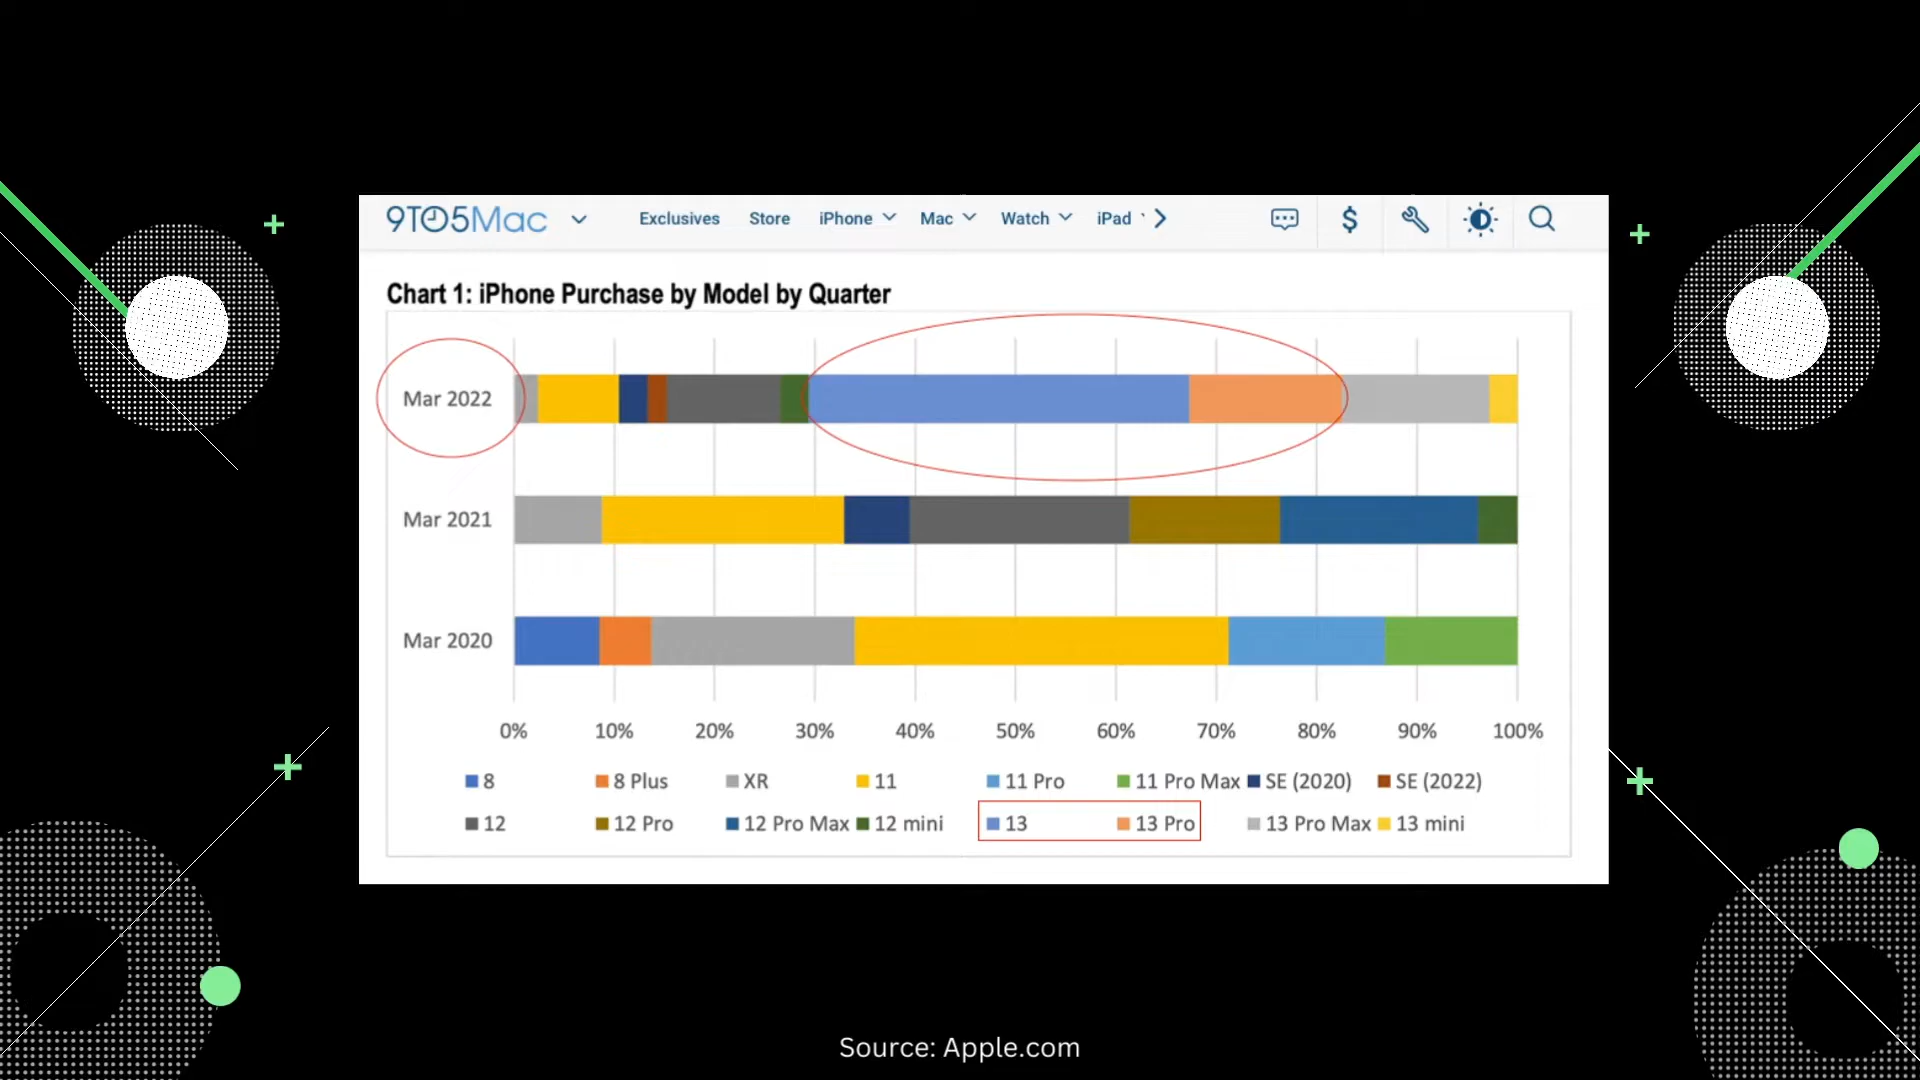 9TO5Mac Exclusives Store iPhone Mac Watch iPad $
Chart 1: iPhone Purchase by Model by Quarter
Mar 2022
Mar 2021
Mar 2020
0% 10% 20% 30% 40% 50% 60% 70% 80% 90% 100%
8 8 Plus XR 11 11 Pro 11 Pro Max SE (2020) SE (2022)
12 12 Pro 12 Pro Max 12 mini 13 13 Pro 13 Pro Max 13 mini
Source: Apple.com